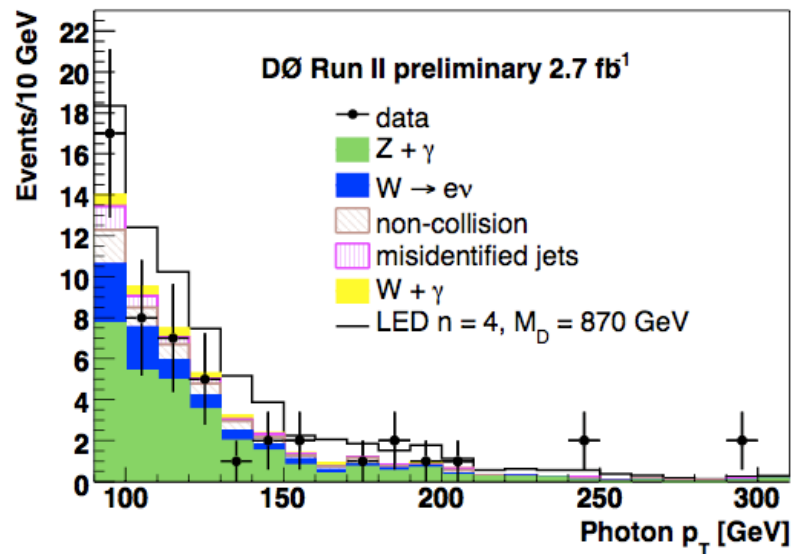 DØ Run II preliminary 2.7 fb⁻¹
data
Z + γ
W → eν
non-collision
misidentified jets
W + γ
LED n = 4, M_D = 870 GeV
Events/10 GeV
22
20
18
16
14
12
10
8
6
4
2
0
100 150 200 250 300
Photon p_T [GeV]